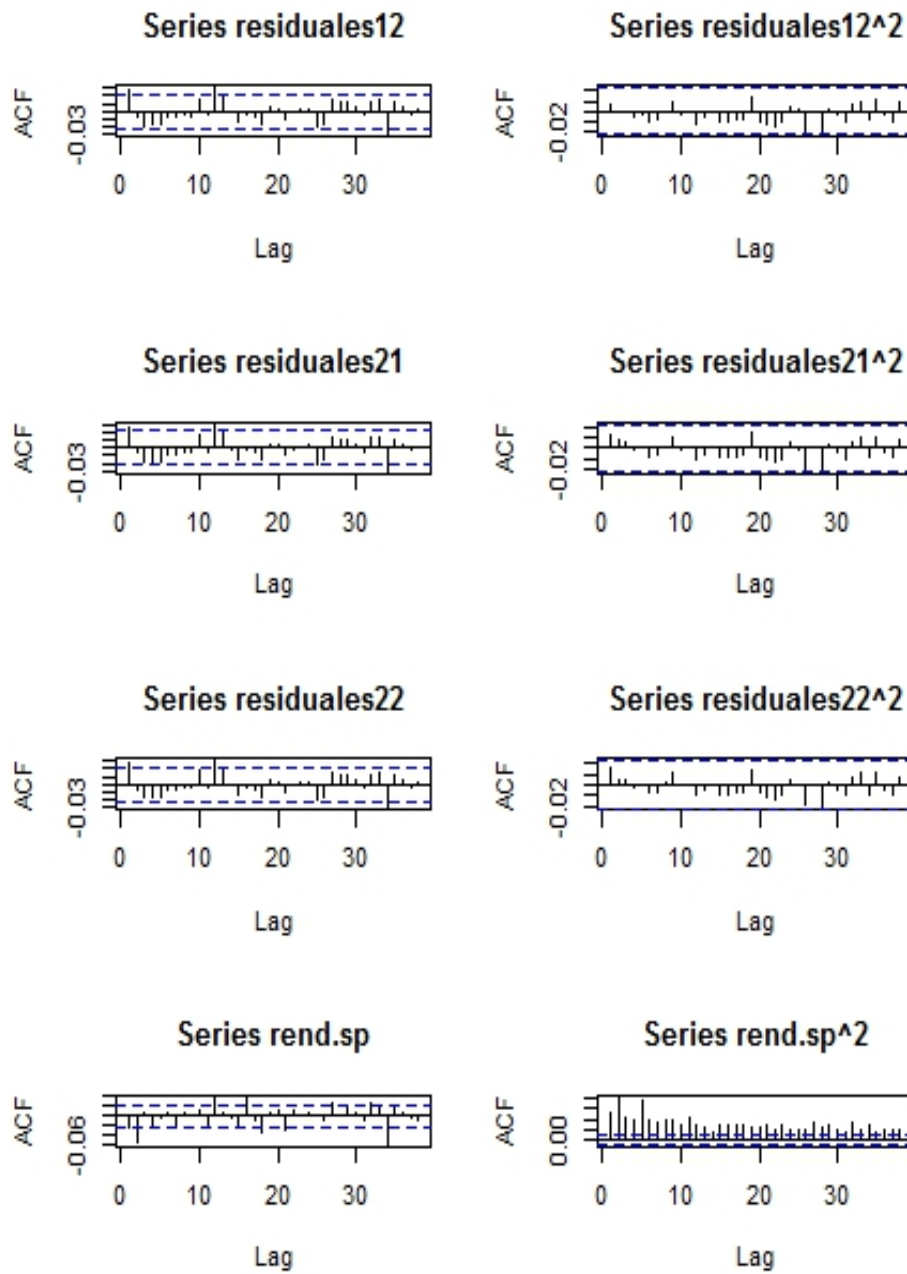 Series residuales12
ACF
-0.03
0 10 20 30
Lag
Series residuales12^2
ACF
-0.02
0 10 20 30
Lag
Series residuales21
ACF
-0.03
0 10 20 30
Lag
Series residuales21^2
ACF
-0.02
0 10 20 30
Lag
Series residuales22
ACF
-0.03
0 10 20 30
Lag
Series residuales22^2
ACF
-0.02
0 10 20 30
Lag
Series rend.sp
ACF
-0.06
0 10 20 30
Lag
Series rend.sp^2
ACF
0.00
0 10 20 30
Lag